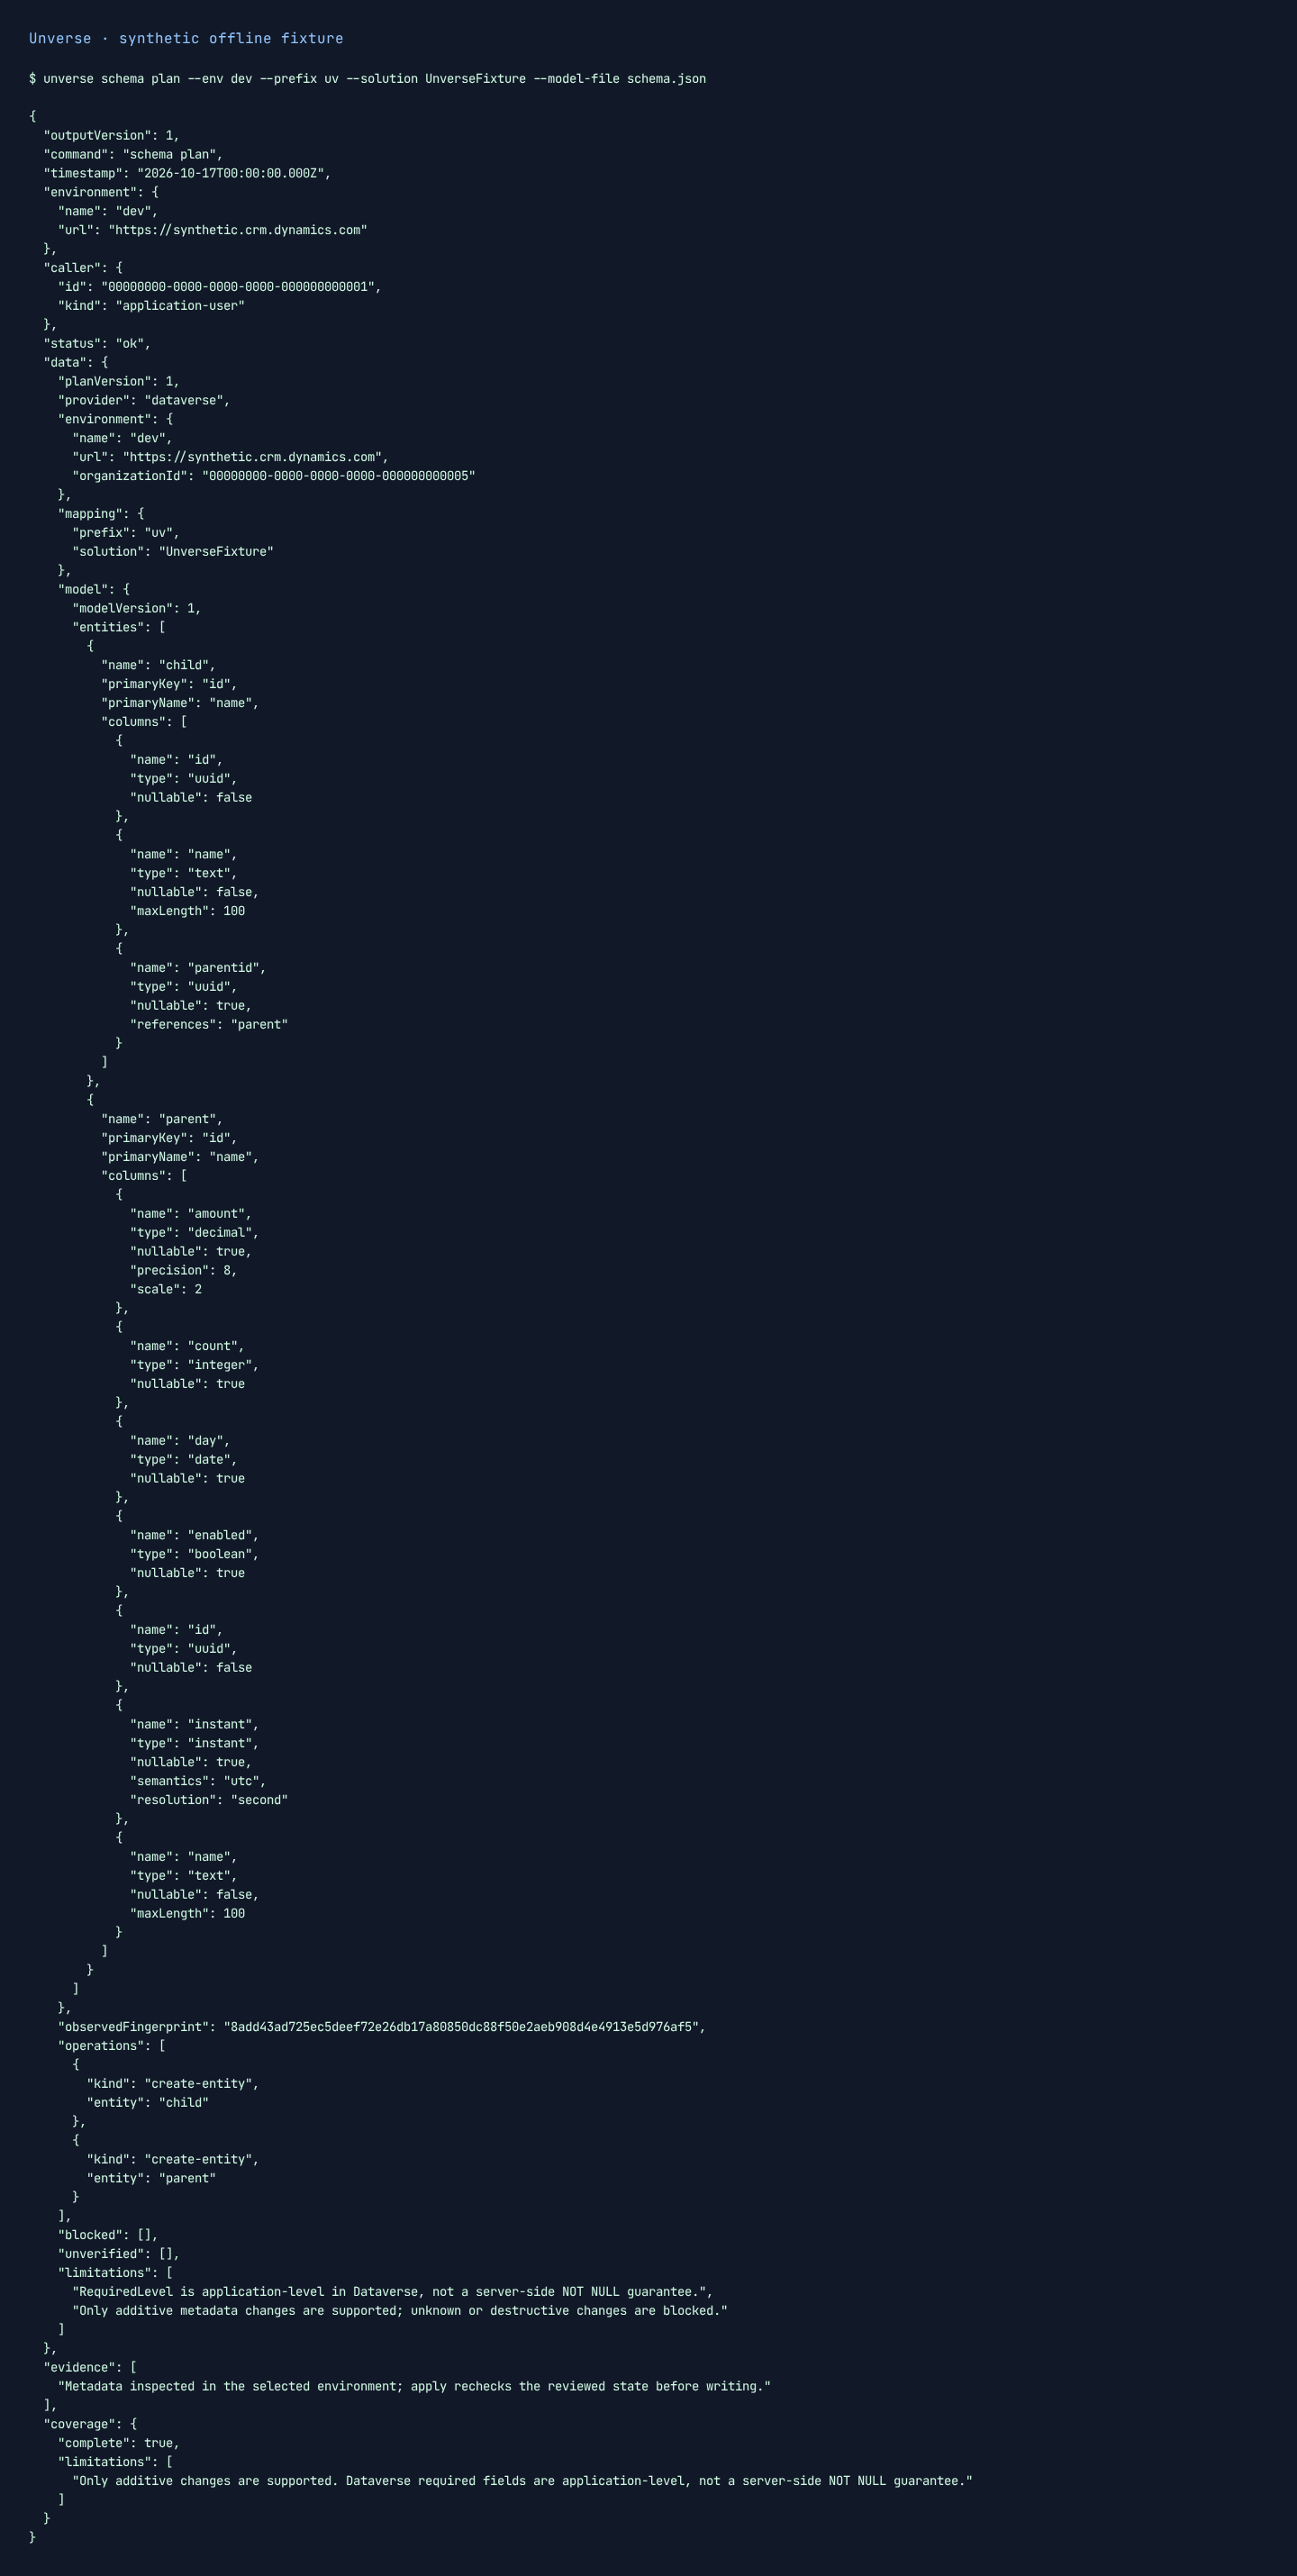 Unverse · synthetic offline fixture
$ unverse schema plan --env dev --prefix uv --solution UnverseFixture --model-file schema.json
{
  "outputVersion": 1,
  "command": "schema plan",
  "timestamp": "2026-10-17T00:00:00.000Z",
  "environment": {
    "name": "dev",
    "url": "https://synthetic.crm.dynamics.com"
  },
  "caller": {
    "id": "00000000-0000-0000-0000-000000000001",
    "kind": "application-user"
  },
  "status": "ok",
  "data": {
    "planVersion": 1,
    "provider": "dataverse",
    "environment": {
      "name": "dev",
      "url": "https://synthetic.crm.dynamics.com",
      "organizationId": "00000000-0000-0000-0000-000000000005"
    },
    "mapping": {
      "prefix": "uv",
      "solution": "UnverseFixture"
    },
    "model": {
      "modelVersion": 1,
      "entities": [
        {
          "name": "child",
          "primaryKey": "id",
          "primaryName": "name",
          "columns": [
            {
              "name": "id",
              "type": "uuid",
              "nullable": false
            },
            {
              "name": "name",
              "type": "text",
              "nullable": false,
              "maxLength": 100
            },
            {
              "name": "parentid",
              "type": "uuid",
              "nullable": true,
              "references": "parent"
            }
          ]
        },
        {
          "name": "parent",
          "primaryKey": "id",
          "primaryName": "name",
          "columns": [
            {
              "name": "amount",
              "type": "decimal",
              "nullable": true,
              "precision": 8,
              "scale": 2
            },
            {
              "name": "count",
              "type": "integer",
              "nullable": true
            },
            {
              "name": "day",
              "type": "date",
              "nullable": true
            },
            {
              "name": "enabled",
              "type": "boolean",
              "nullable": true
            },
            {
              "name": "id",
              "type": "uuid",
              "nullable": false
            },
            {
              "name": "instant",
              "type": "instant",
              "nullable": true,
              "semantics": "utc",
              "resolution": "second"
            },
            {
              "name": "name",
              "type": "text",
              "nullable": false,
              "maxLength": 100
            }
          ]
        }
      ]
    },
    "observedFingerprint": "8add43ad725ec5deef72e26db17a80850dc88f50e2aeb908d4e4913e5d976af5",
    "operations": [
      {
        "kind": "create-entity",
        "entity": "child"
      },
      {
        "kind": "create-entity",
        "entity": "parent"
      }
    ],
    "blocked": [],
    "unverified": [],
    "limitations": [
      "RequiredLevel is application-level in Dataverse, not a server-side NOT NULL guarantee.",
      "Only additive metadata changes are supported; unknown or destructive changes are blocked."
    ]
  },
  "evidence": [
    "Metadata inspected in the selected environment; apply rechecks the reviewed state before writing."
  ],
  "coverage": {
    "complete": true,
    "limitations": [
      "Only additive changes are supported. Dataverse required fields are application-level, not a server-side NOT NULL guarantee."
    ]
  }
}